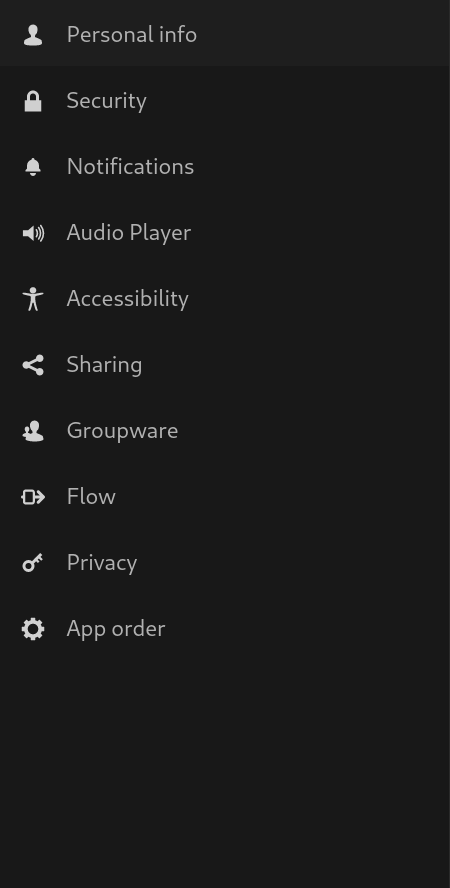 Personal info
Security
Notifications
Audio Player
Accessibility
Sharing
Groupware
Flow
Privacy
App order